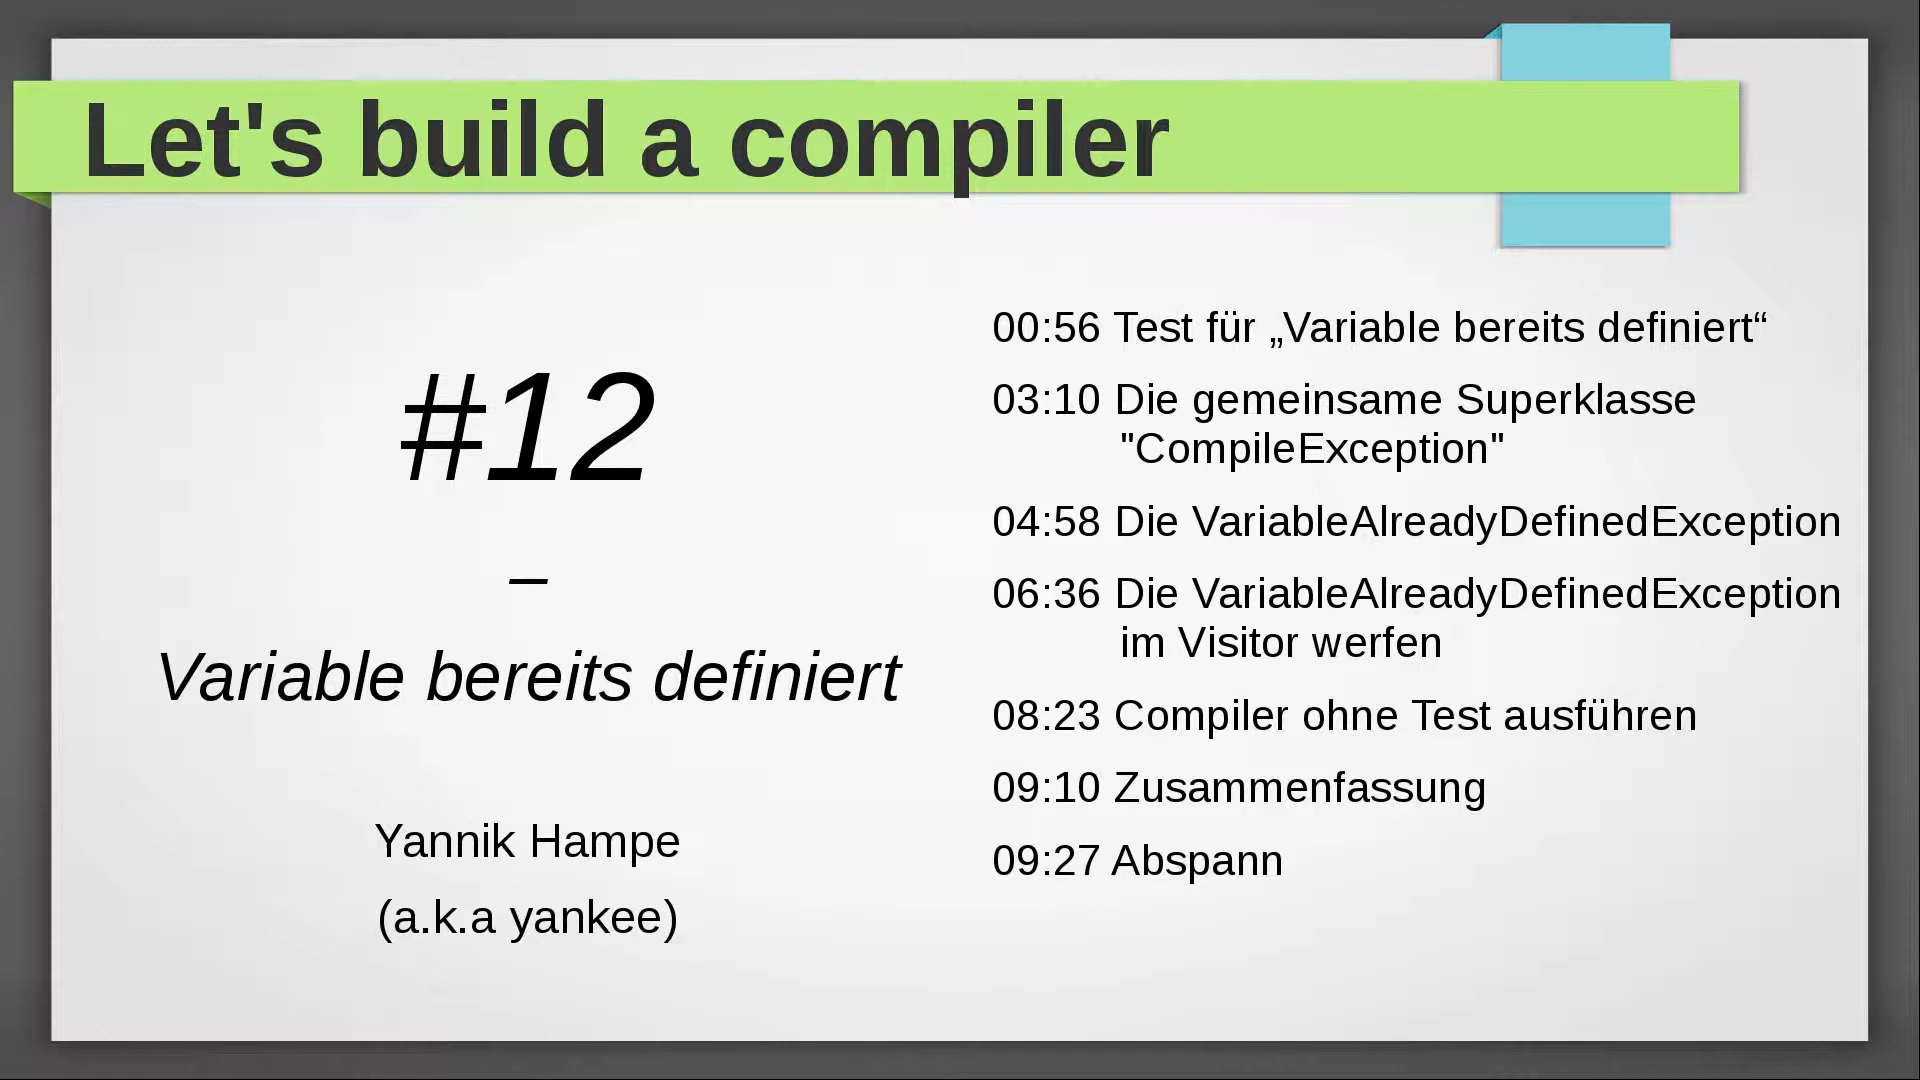 Let's build a compiler
#12
–
Variable bereits definiert
Yannik Hampe
(a.k.a yankee)
00:56 Test für „Variable bereits definiert“
03:10 Die gemeinsame Superklasse
"CompileException"
04:58 Die VariableAlreadyDefinedException
06:36 Die VariableAlreadyDefinedException
im Visitor werfen
08:23 Compiler ohne Test ausführen
09:10 Zusammenfassung
09:27 Abspann